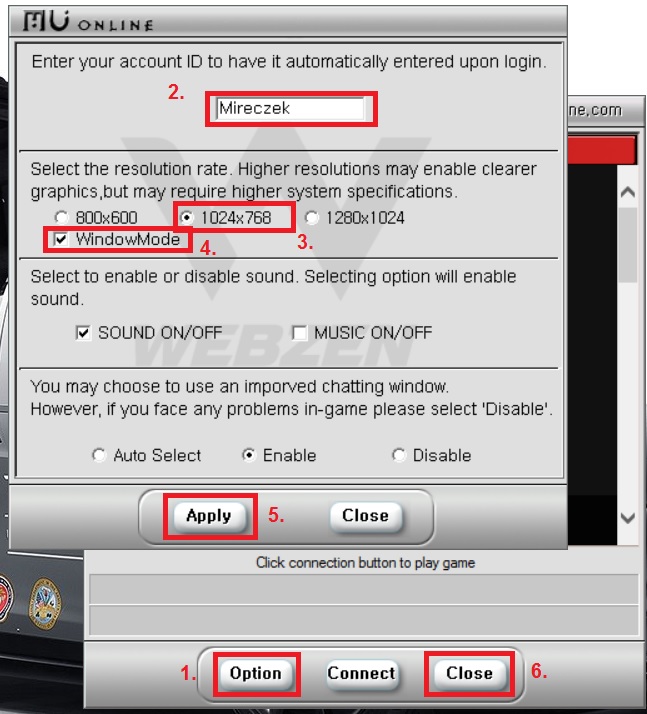 MU ONLINE
Enter your account ID to have it automatically entered upon login.
2.
Mireczek
ne,com
Select the resolution rate. Higher resolutions may enable clearer
graphics,but may require higher system specifications.
800x600 1024x768 1280x1024
WindowMode 4. 3.
Select to enable or disable sound. Selecting option will enable
sound.
SOUND ON/OFF MUSIC ON/OFF
WEBZEN
You may choose to use an imporved chatting window.
However, if you face any problems in-game please select 'Disable'.
Auto Select Enable Disable
Apply 5. Close
Click connection button to play game
1. Option Connect Close 6.